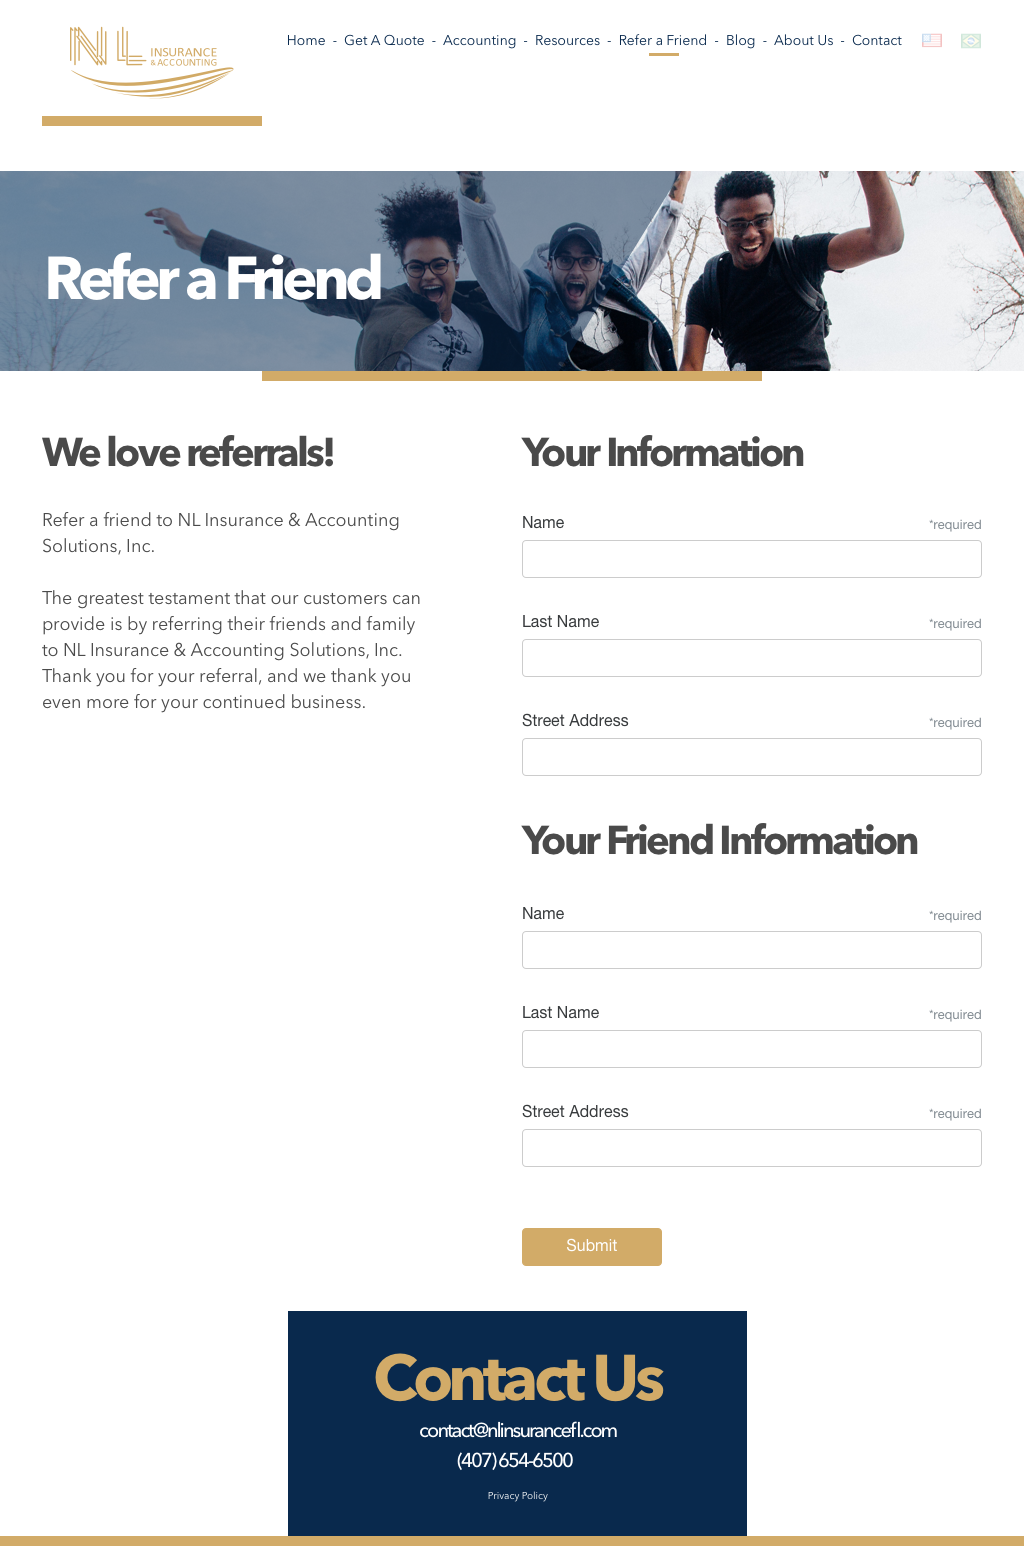 NL INSURANCE
& ACCOUNTING
Home - Get A Quote - Accounting - Resources - Refer a Friend - Blog - About Us - Contact
Refer a Friend
We love referrals!
Refer a friend to NL Insurance & Accounting
Solutions, Inc.
The greatest testament that our customers can
provide is by referring their friends and family
to NL Insurance & Accounting Solutions, Inc.
Thank you for your referral, and we thank you
even more for your continued business.
Your Information
Name *required
Last Name *required
Street Address *required
Your Friend Information
Name *required
Last Name *required
Street Address *required
Submit
Contact Us
contact@nlinsurancefl.com
(407) 654-6500
Privacy Policy